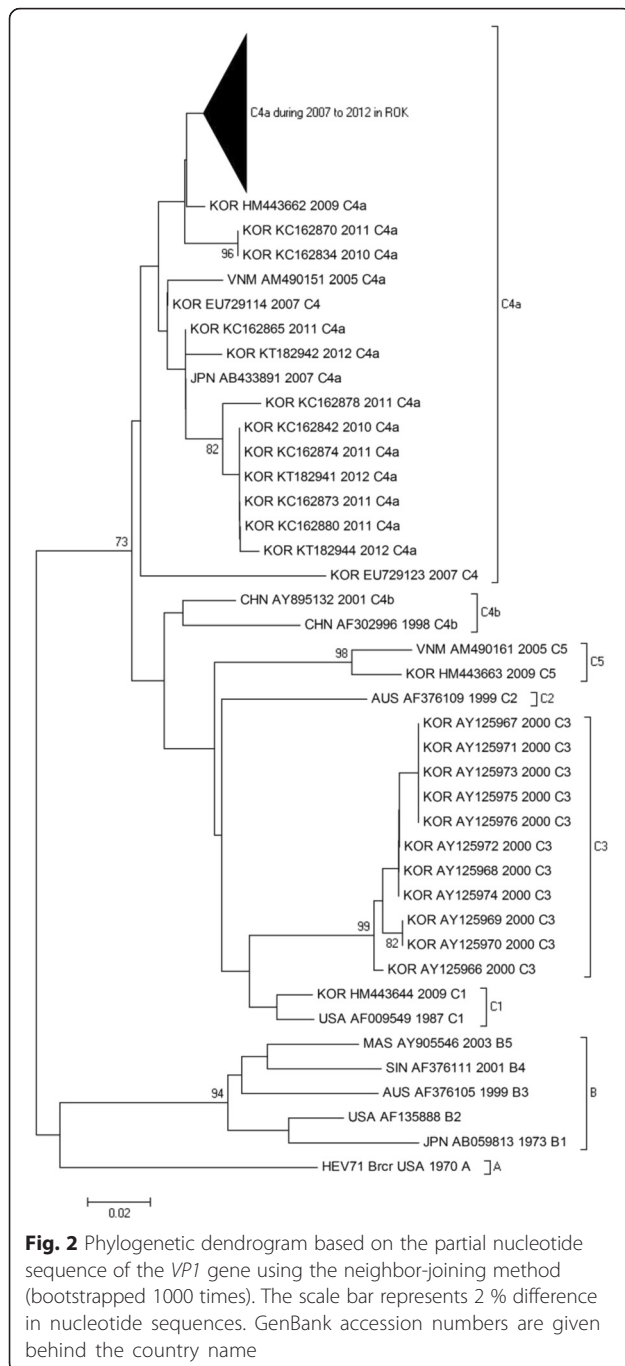 C4a during 2007 to 2012 in ROK
KOR HM443662 2009 C4a
KOR KC162870 2011 C4a
96
KOR KC162834 2010 C4a
VNM AM490151 2005 C4a
KOR EU729114 2007 C4
C4a
KOR KC162865 2011 C4a
KOR KT182942 2012 C4a
JPN AB433891 2007 C4a
KOR KC162878 2011 C4a
KOR KC162842 2010 C4a
82
KOR KC162874 2011 C4a
KOR KT182941 2012 C4a
KOR KC162873 2011 C4a
KOR KC162880 2011 C4a
73
KOR KT182944 2012 C4a
KOR EU729123 2007 C4
CHN AY895132 2001 C4b
C4b
CHN AF302996 1998 C4b
98
VNM AM490161 2005 C5
C5
KOR HM443663 2009 C5
AUS AF376109 1999 C2
C2
KOR AY125967 2000 C3
KOR AY125971 2000 C3
KOR AY125973 2000 C3
KOR AY125975 2000 C3
KOR AY125976 2000 C3
KOR AY125972 2000 C3
C3
KOR AY125968 2000 C3
KOR AY125974 2000 C3
99
KOR AY125969 2000 C3
82
KOR AY125970 2000 C3
KOR AY125966 2000 C3
KOR HM443644 2009 C1
C1
USA AF009549 1987 C1
MAS AY905546 2003 B5
SIN AF376111 2001 B4
94
AUS AF376105 1999 B3
B
USA AF135888 B2
JPN AB059813 1973 B1
HEV71 Brcr USA 1970 A
A
0.02
Fig. 2 Phylogenetic dendrogram based on the partial nucleotide
sequence of the VP1 gene using the neighbor-joining method
(bootstrapped 1000 times). The scale bar represents 2 % difference
in nucleotide sequences. GenBank accession numbers are given
behind the country name